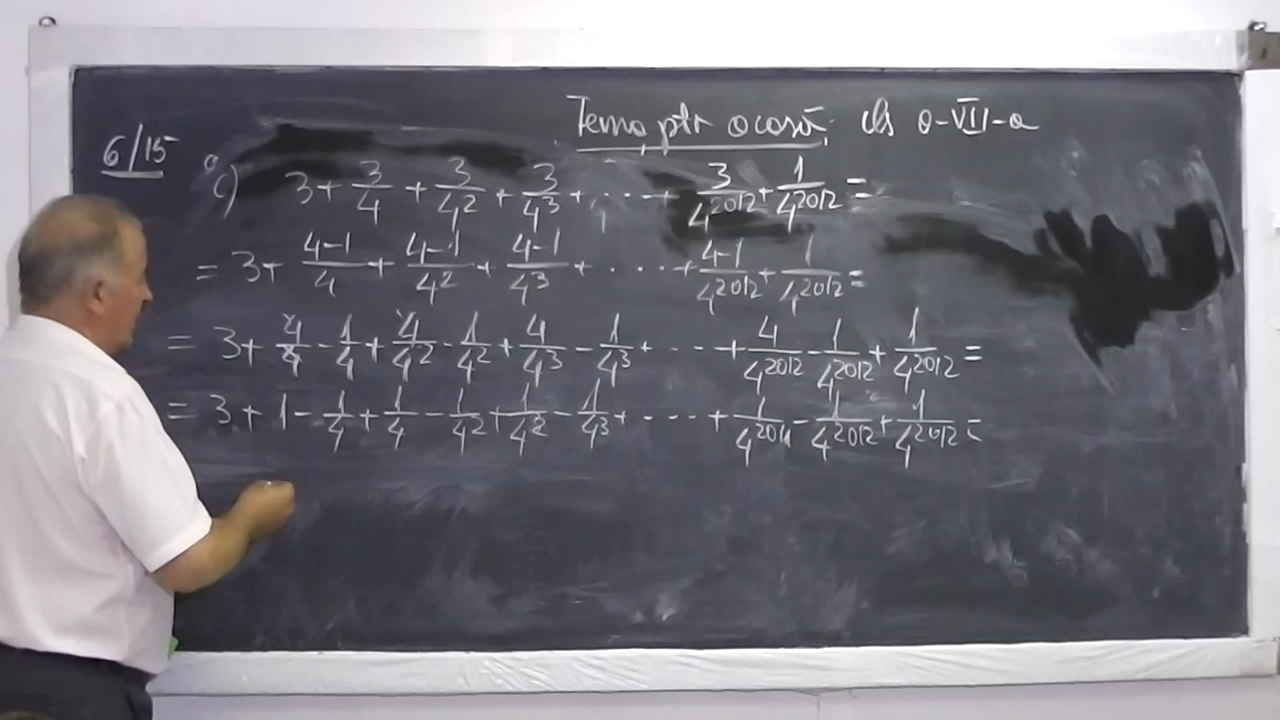 Tema ptr acasă, cls a-VII-a
6/15 c) 3+3/4+3/4²+3/4³+....+3/4²⁰¹²+1/4²⁰¹²=
=3+(4-1)/4+(4-1)/4²+(4-1)/4³+....+(4-1)/4²⁰¹²+1/4²⁰¹²=
=3+4/4-1/4+4/4²-1/4²+4/4³-1/4³+....+4/4²⁰¹²-1/4²⁰¹²+1/4²⁰¹²=
=3+1-1/4+1/4-1/4²+1/4²-1/4³+....+1/4²⁰¹¹-1/4²⁰¹²+1/4²⁰¹²=